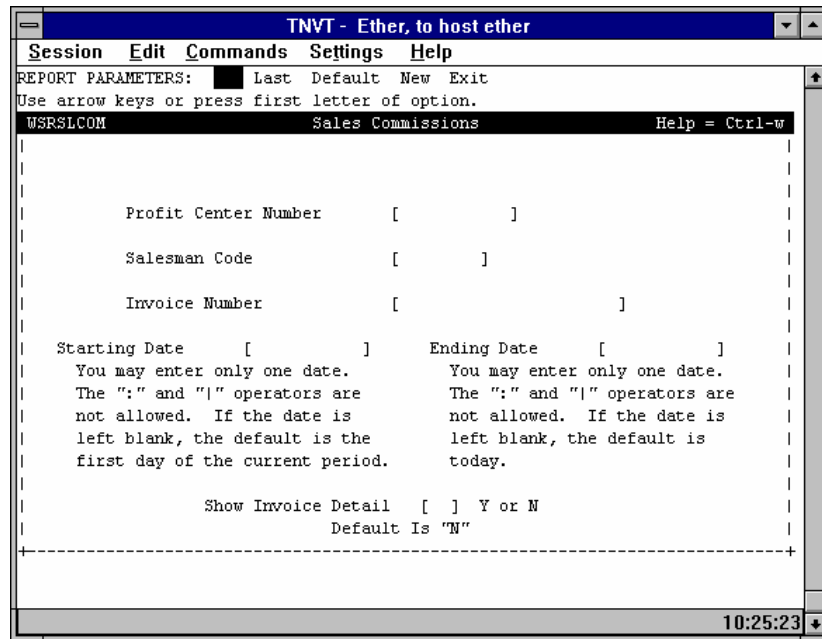 TNVT - Ether, to host ether
Session Edit Commands Settings Help
REPORT PARAMETERS: Last Default New Exit
Use arrow keys or press first letter of option.
WSRSLCOM Sales Commissions Help = Ctrl-w
Profit Center Number [ ]
Salesman Code [ ]
Invoice Number [ ]
Starting Date [ ] Ending Date [ ]
You may enter only one date. You may enter only one date.
The ":" and "|" operators are The ":" and "|" operators are
not allowed. If the date is not allowed. If the date is
left blank, the default is the left blank, the default is
first day of the current period. today.
Show Invoice Detail [ ] Y or N
Default Is "N"
10:25:23